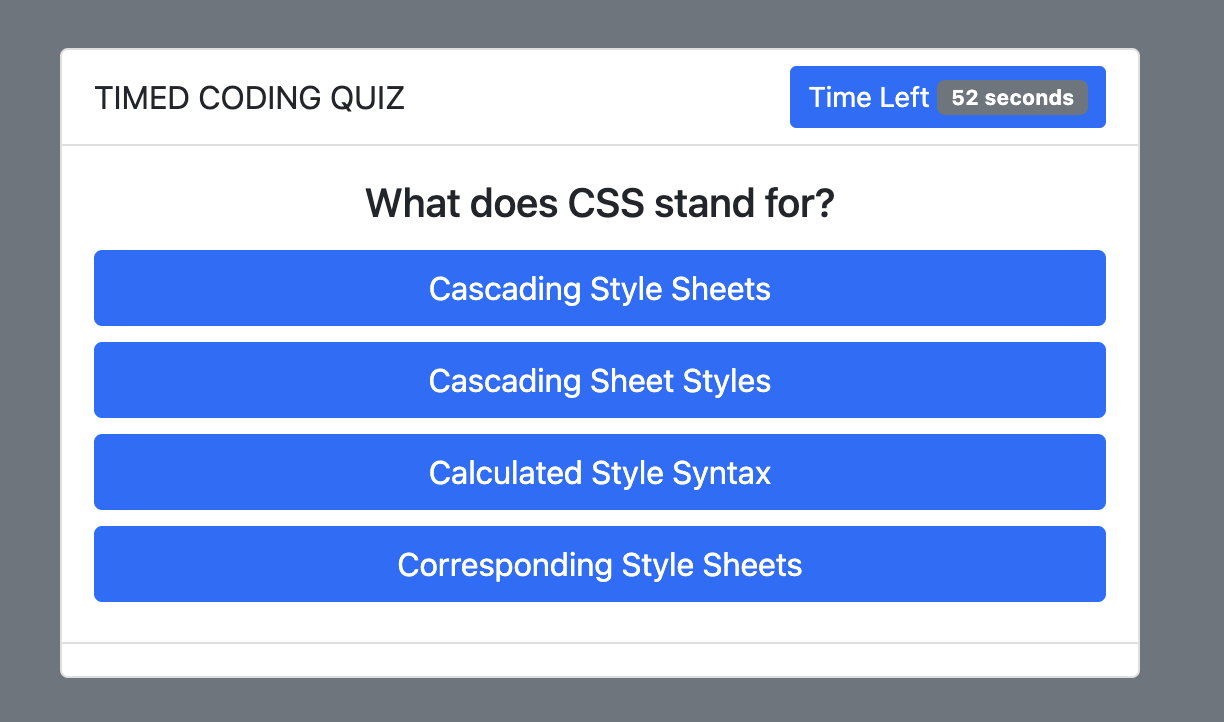 TIMED CODING QUIZ
Time Left 52 seconds
What does CSS stand for?
Cascading Style Sheets
Cascading Sheet Styles
Calculated Style Syntax
Corresponding Style Sheets